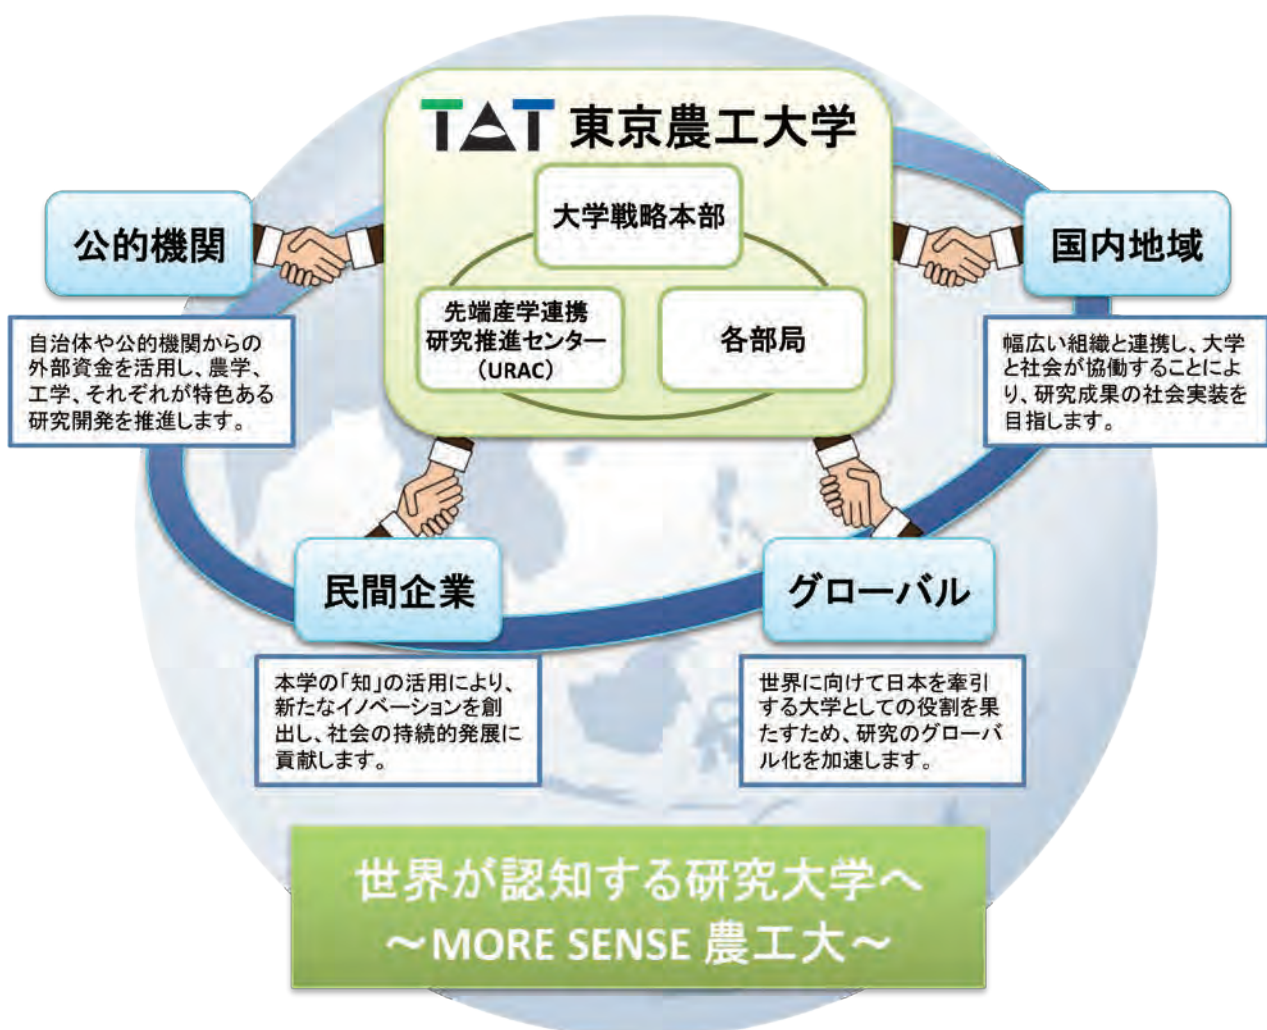 TAT 東京農工大学
大学戦略本部
先端産学連携
研究推進センター
（URAC）
各部局
公的機関
自治体や公的機関からの
外部資金を活用し、農学、
工学、それぞれが特色ある
研究開発を推進します。
国内地域
幅広い組織と連携し、大学
と社会が協働することによ
り、研究成果の社会実装を
目指します。
民間企業
本学の「知」の活用により、
新たなイノベーションを創
出し、社会の持続的発展に
貢献します。
グローバル
世界に向けて日本を牽引
する大学としての役割を果
たすため、研究のグローバ
ル化を加速します。
世界が認知する研究大学へ
～MORE SENSE 農工大～